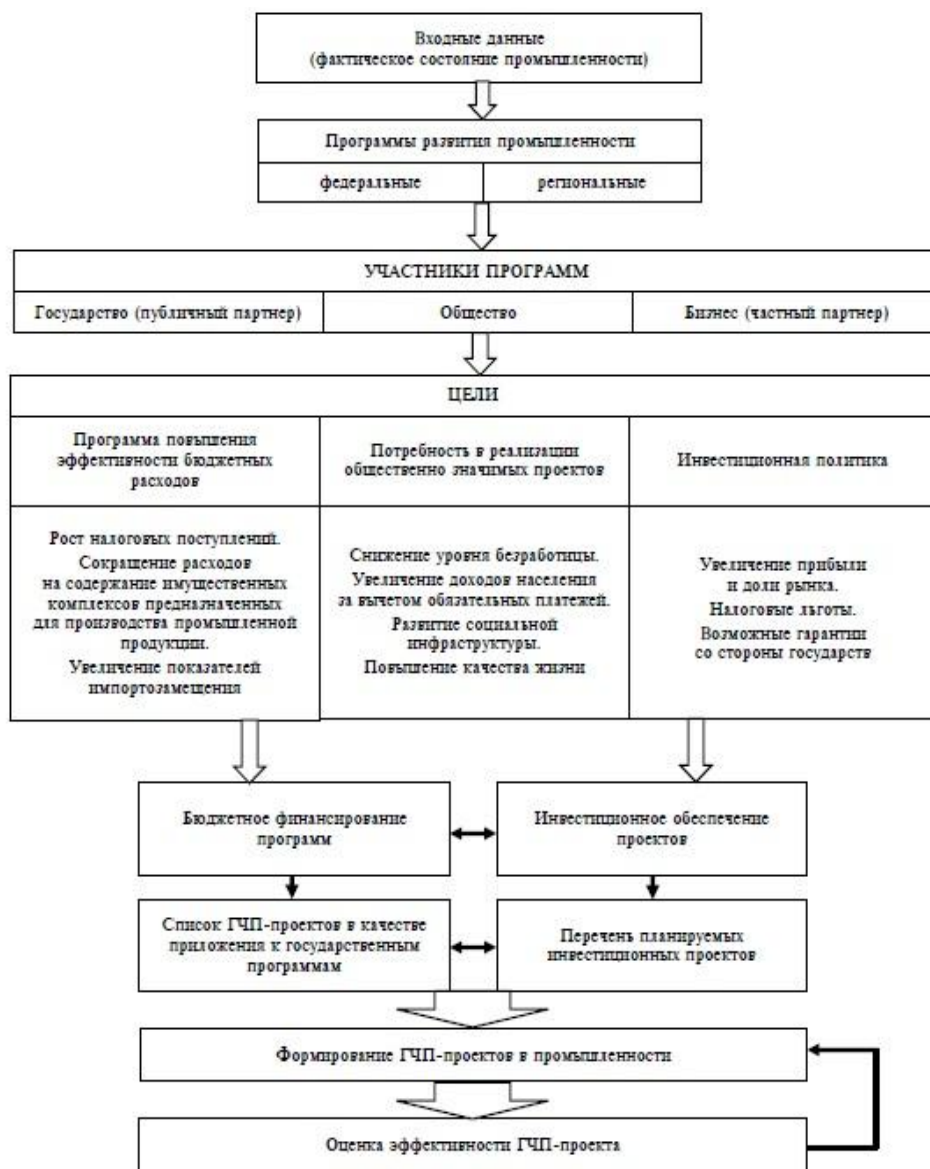 Входные данные
(фактическое состояние промышленности)
Программы развития промышленности
федеральные
региональные
УЧАСТНИКИ ПРОГРАММ
Государство (публичный партнер)
Общество
Бизнес (частный партнер)
ЦЕЛИ
Программа повышения
эффективности бюджетных
расходов
Потребность в реализации
общественно значимых проектов
Инвестиционная политика
Рост налоговых поступлений.
Сокращение расходов
на содержание имущественных
комплексов предназначенных
для производства промышленной
продукции.
Увеличение показателей
импортозамещения
Снижение уровня безработицы.
Увеличение доходов населения
за вычетом обязательных платежей.
Развитие социальной
инфраструктуры.
Повышение качества жизни
Увеличение прибыли
и доли рынка.
Налоговые льготы.
Возможные гарантии
со стороны государств
Бюджетное финансирование
программ
Инвестиционное обеспечение
проектов
Список ГЧП-проектов в качестве
приложения к государственным
программам
Перечень планируемых
инвестиционных проектов
Формирование ГЧП-проектов в промышленности
Оценка эффективности ГЧП-проекта